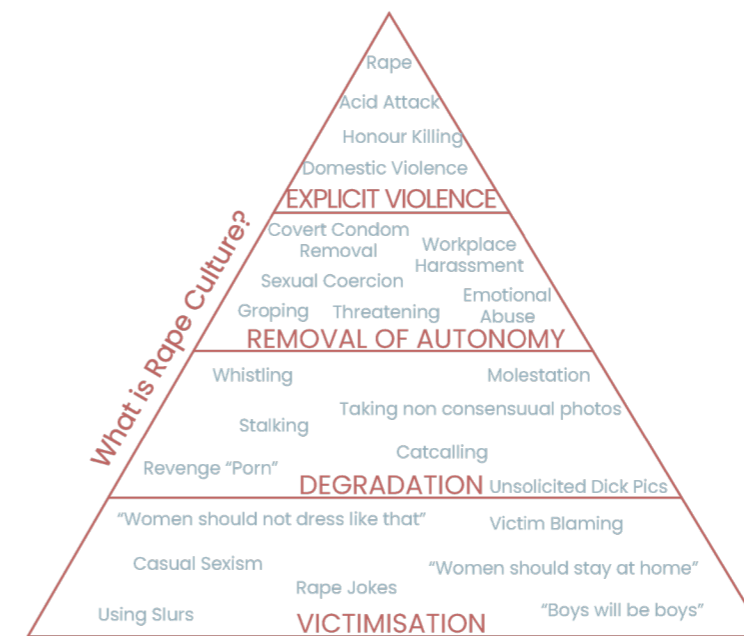 What is Rape Culture?
Rape
Acid Attack
Honour Killing
Domestic Violence
EXPLICIT VIOLENCE
Covert Condom
Removal
Workplace
Harassment
Sexual Coercion
Groping
Threatening
Emotional
Abuse
REMOVAL OF AUTONOMY
Whistling
Molestation
Taking non consensuual photos
Stalking
Catcalling
Revenge “Porn”
DEGRADATION
Unsolicited Dick Pics
“Women should not dress like that”
Victim Blaming
Casual Sexism
“Women should stay at home”
Rape Jokes
Using Slurs
“Boys will be boys”
VICTIMISATION